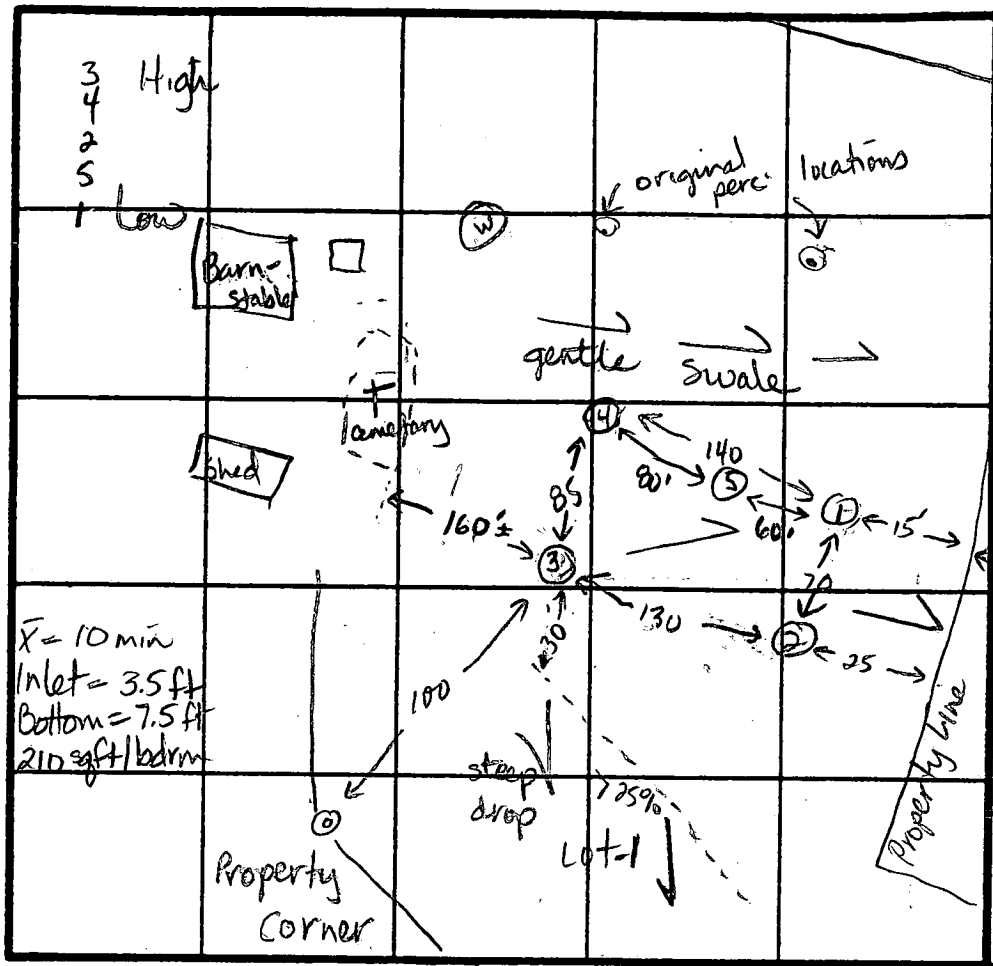 3 High
4
2
5
1 Low
original perc. locations
W
Barn-
stable
gentle swale
cemetary
shed
4
140
80'
5
85
1
15'
60'
160'±
3
70
130
2
25
30'
100
x̄ = 10 min
Inlet = 3.5 ft
Bottom = 7.5 ft
210 sqft/bdrm
steep
drop
>25%
Lot-1
Property Line
Property
Corner